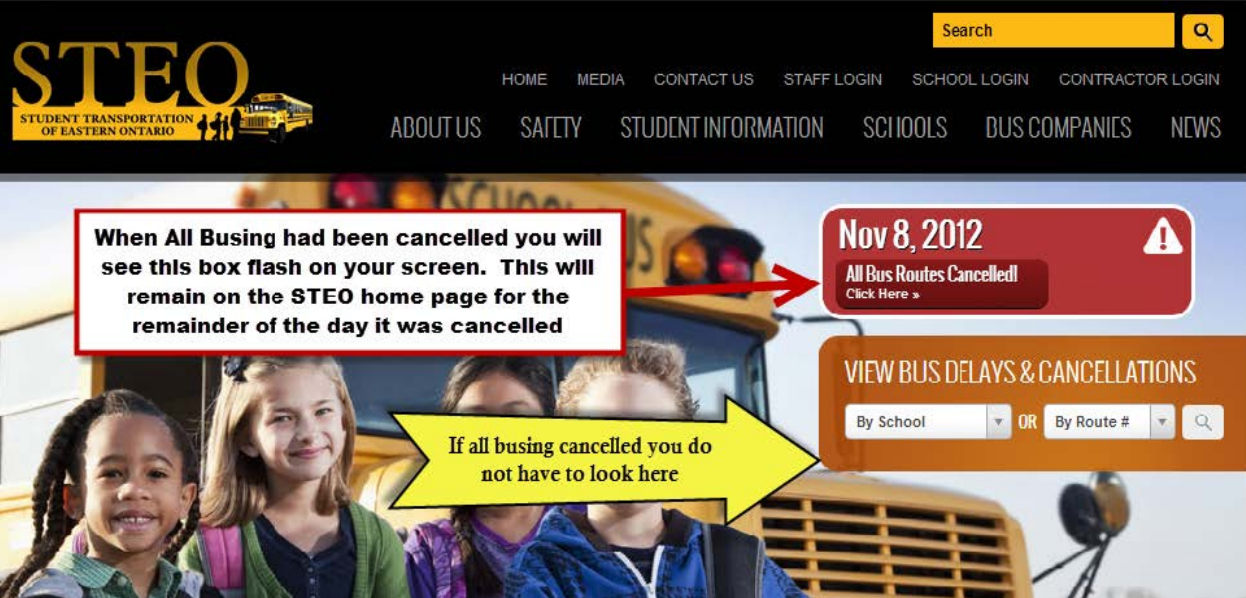 Search
STEO
STUDENT TRANSPORTATION
OF EASTERN ONTARIO
HOME MEDIA CONTACT US STAFF LOGIN SCHOOL LOGIN CONTRACTOR LOGIN
ABOUT US SAFETY STUDENT INFORMATION SCHOOLS BUS COMPANIES NEWS
SCHOOL BUS
When All Busing had been cancelled you will
see this box flash on your screen. This will
remain on the STEO home page for the
remainder of the day it was cancelled
Nov 8, 2012
All Bus Routes Cancelled!
Click Here »
VIEW BUS DELAYS & CANCELLATIONS
By School OR By Route #
If all busing cancelled you do
not have to look here